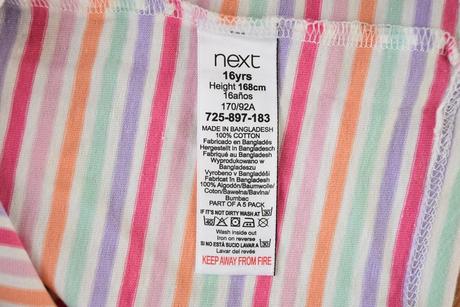 next
16yrs
Height 168cm
16años
170/92A
725-897-183
MADE IN BANGLADESH
100% COTTON
Fabricado en Bangladés
Hergestellt in Bangladesch
Fabriqué au Bangladesh
Wyprodukowano w
Bangladeszu
Vyrobeno v Bangladéši
Fabricat în Bangladesh
100% Algodón/Baumwolle/
Coton/Bawełna/Bavlna/
Bumbac
PART OF A 5 PACK
IF IT'S NOT DIRTY WASH AT 30
Wash inside out
Iron on reverse
SI NO ESTÁ SUCIO LAVAR A 30
Lavar del revés
KEEP AWAY FROM FIRE